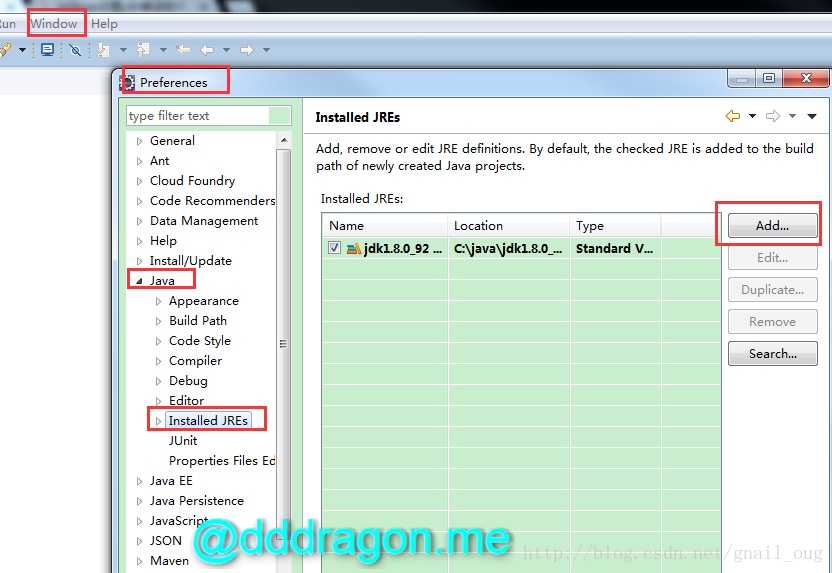 Run Window Help
Preferences
type filter text
General
Ant
Cloud Foundry
Code Recommenders
Data Management
Help
Install/Update
Java
Appearance
Build Path
Code Style
Compiler
Debug
Editor
Installed JREs
JUnit
Properties Files Ed
Java EE
Java Persistence
JavaScript
JSON
Maven
Installed JREs
Add, remove or edit JRE definitions. By default, the checked JRE is added to the build
path of newly created Java projects.
Installed JREs:
Name Location Type
jdk1.8.0_92 ... C:\java\jdk1.8.0_... Standard V...
Add...
Edit...
Duplicate...
Remove
Search...
@dddragon.me
http://blog.csdn.net/gnail_oug